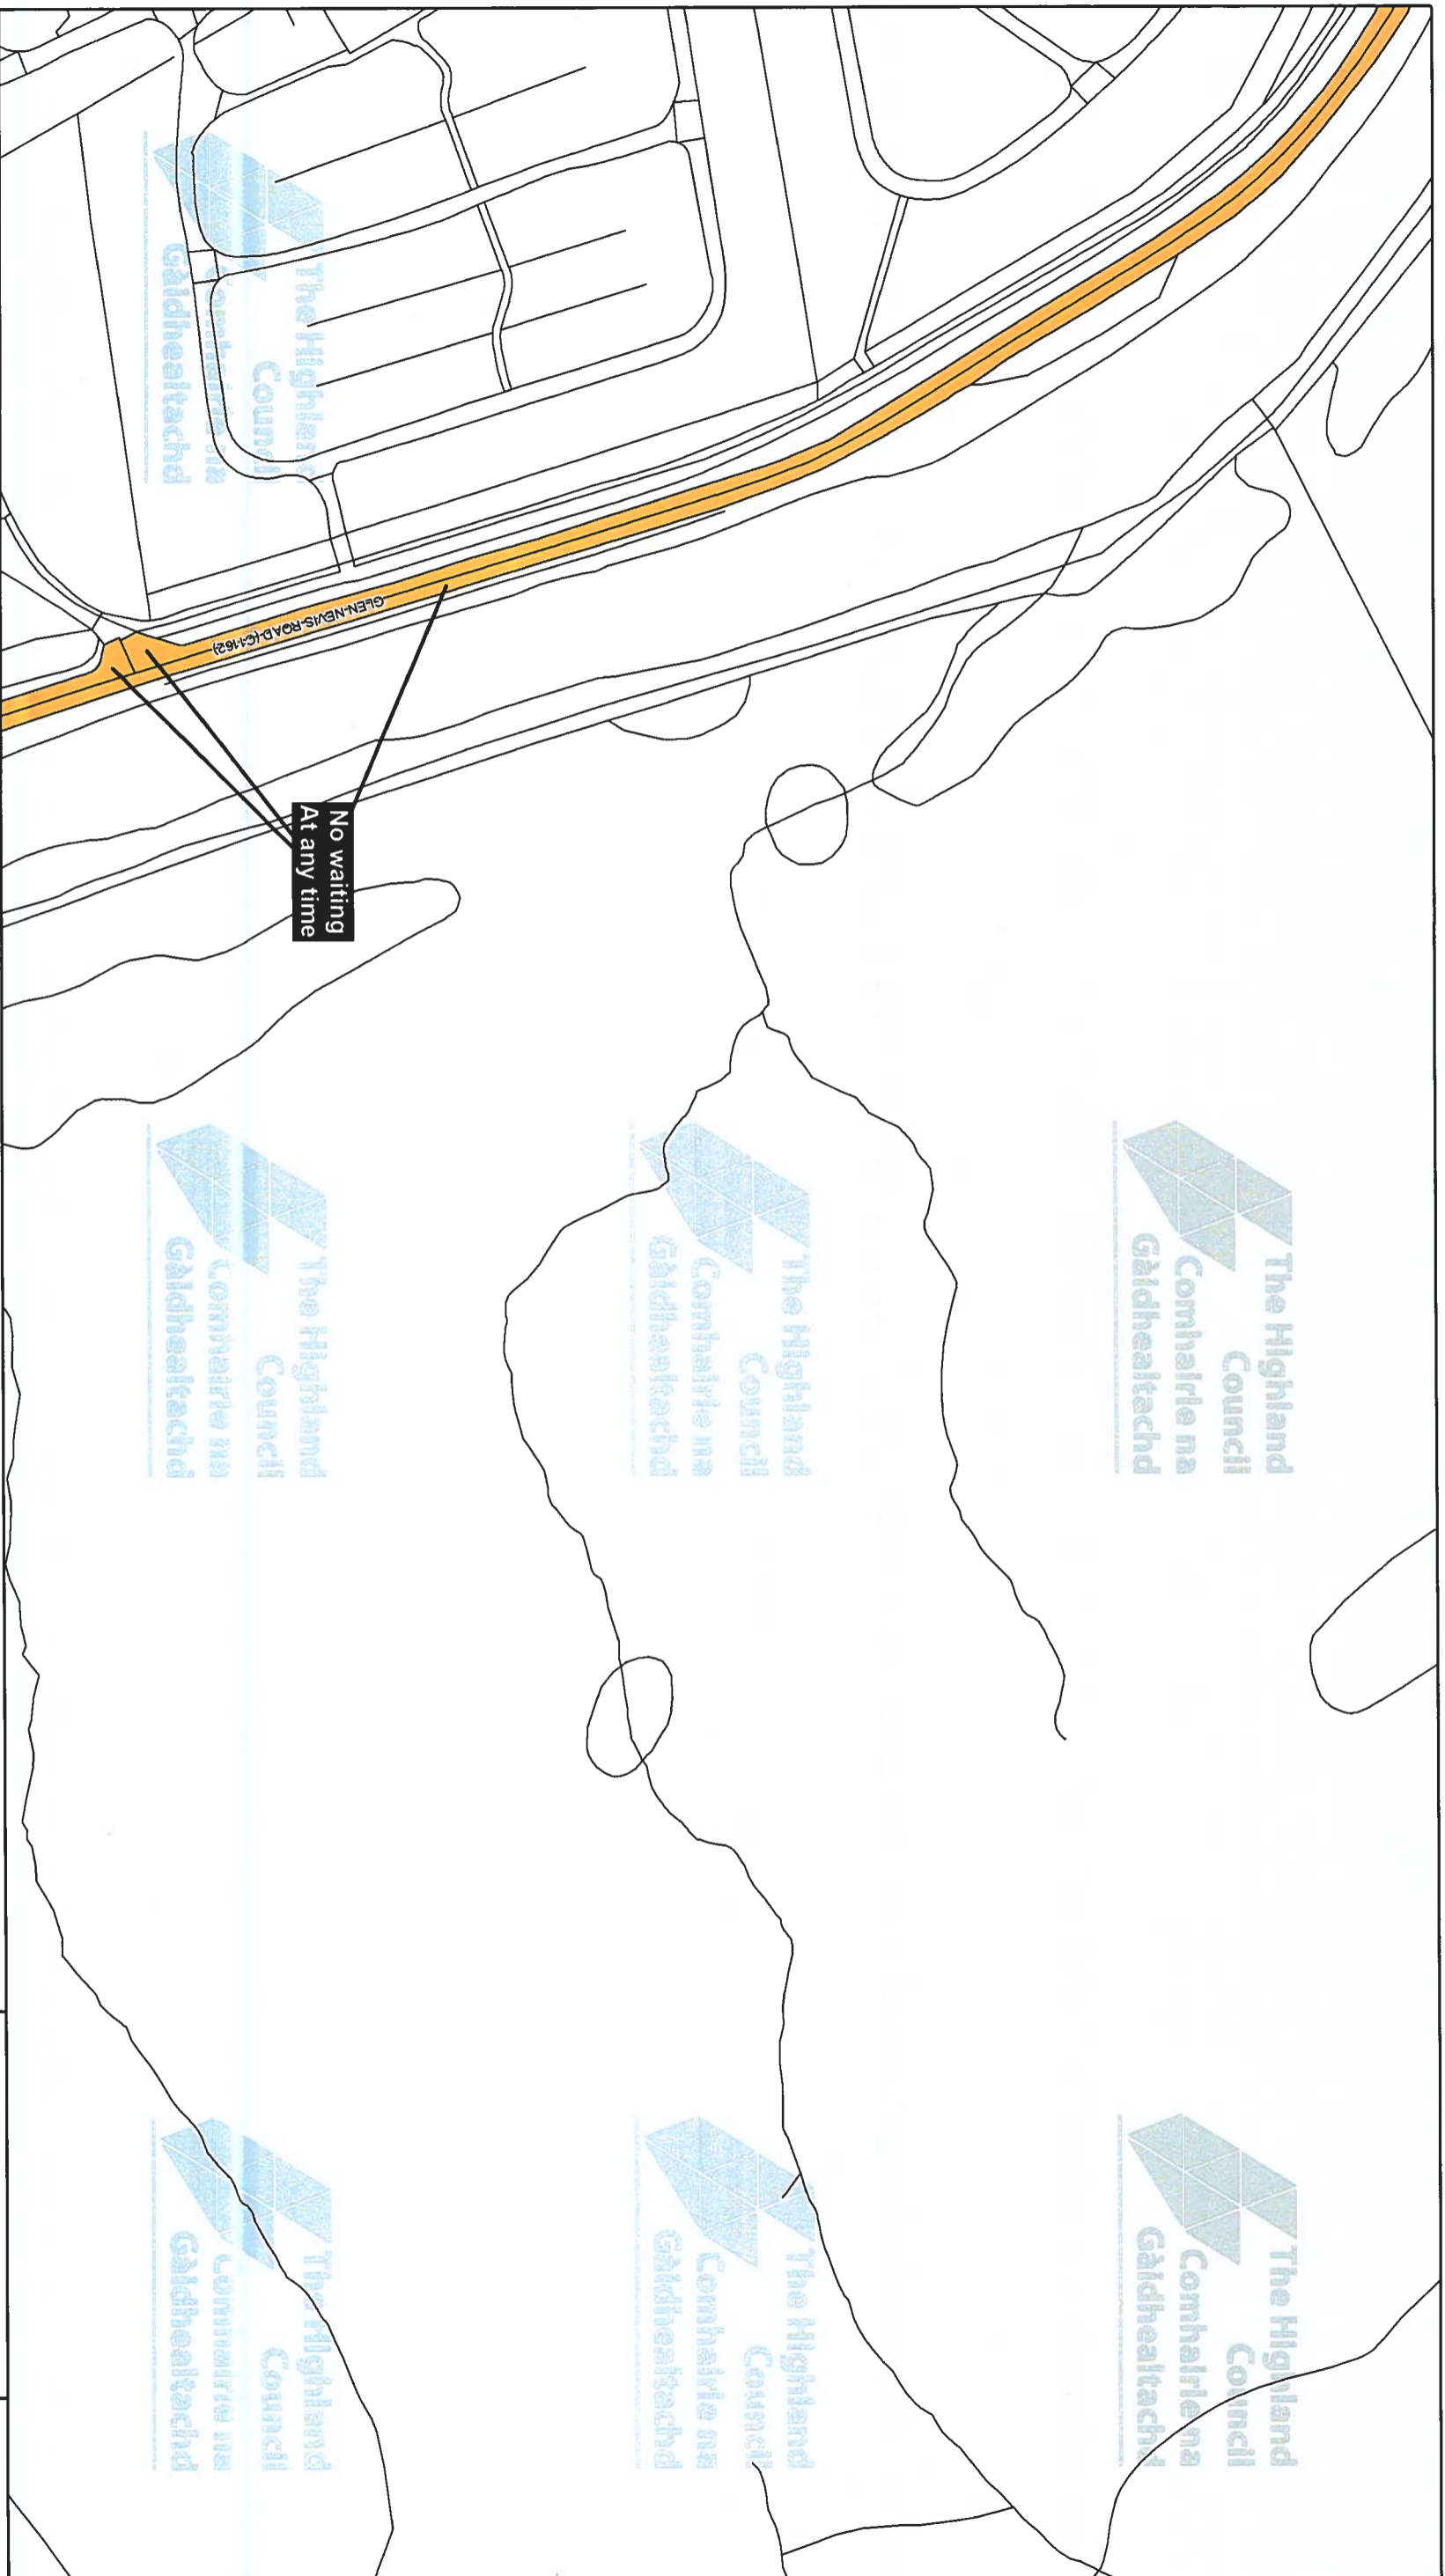 The Highland
Council
Comhairle na
Gàidhealtachd
GLEN-NEVIS-ROAD-(C-1162)
No waiting
At any time
The Highland
Council
Comhairle na
Gàidhealtachd
The Highland
Council
Comhairle na
Gàidhealtachd
The Highland
Council
Comhairle na
Gàidhealtachd
The Highland
Council
Comhairle na
Gàidhealtachd
The Highland
Council
Comhairle na
Gàidhealtachd
The Highland
Council
Comhairle na
Gàidhealtachd